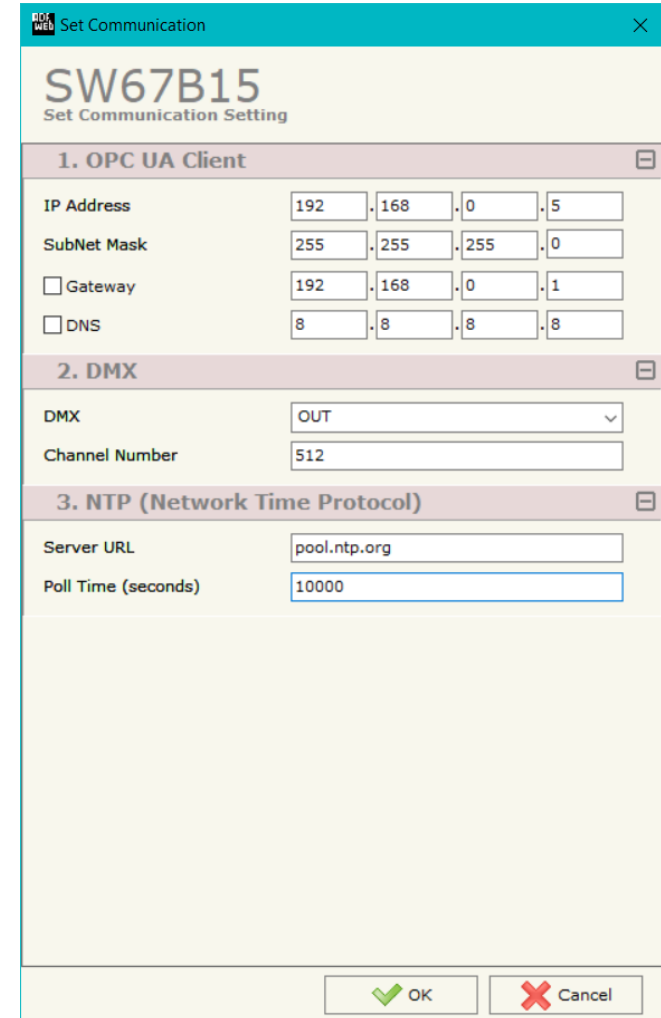 ADF
WEB Set Communication
SW67B15
Set Communication Setting
1. OPC UA Client
IP Address 192 . 168 . 0 . 5
SubNet Mask 255 . 255 . 255 . 0
Gateway 192 . 168 . 0 . 1
DNS 8 . 8 . 8 . 8
2. DMX
DMX OUT
Channel Number 512
3. NTP (Network Time Protocol)
Server URL pool.ntp.org
Poll Time (seconds) 10000
OK Cancel